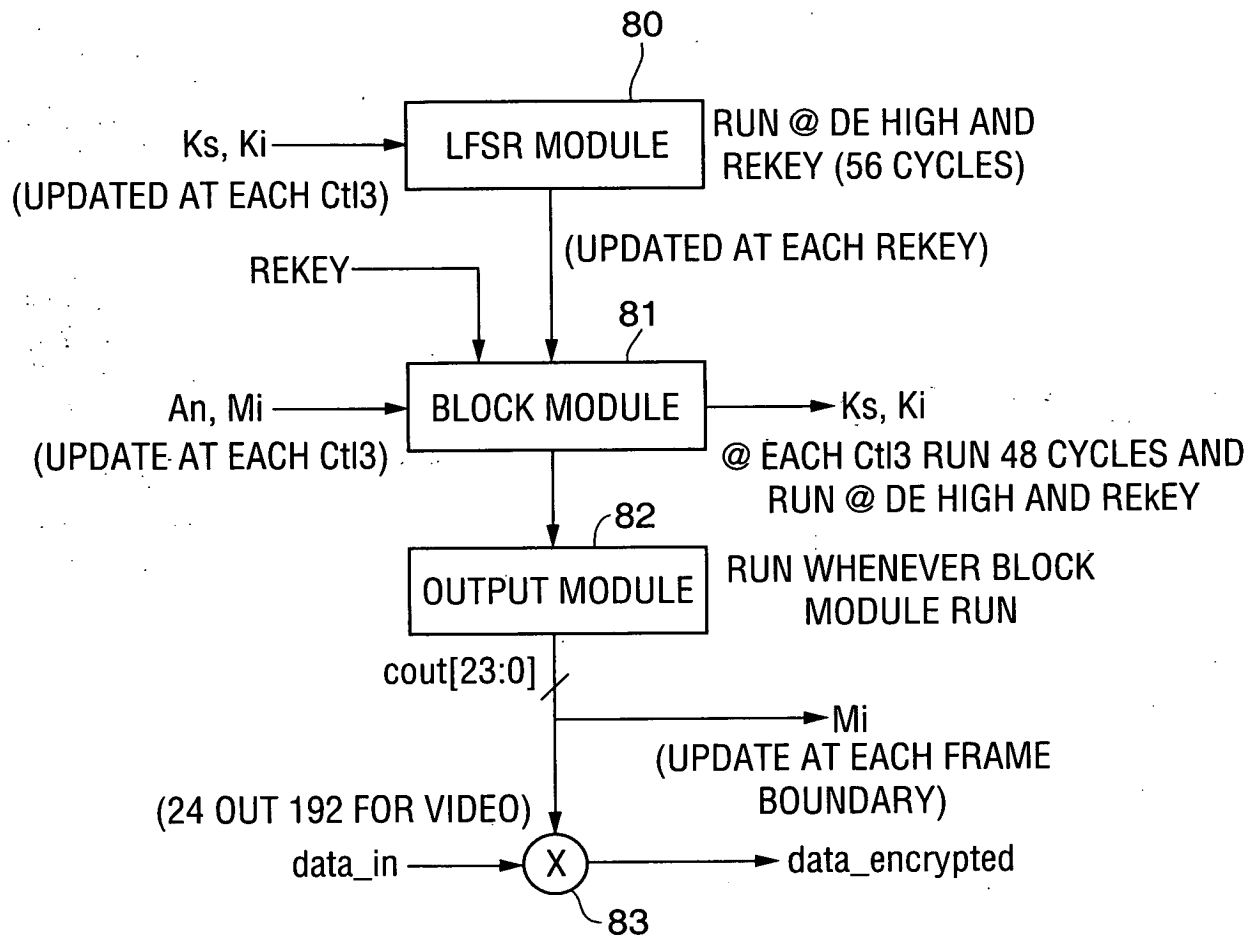 80
LFSR MODULE
RUN @ DE HIGH AND
REKEY (56 CYCLES)
Ks, Ki
(UPDATED AT EACH Ctl3)
(UPDATED AT EACH REKEY)
REKEY
81
An, Mi
(UPDATE AT EACH Ctl3)
BLOCK MODULE
Ks, Ki
@ EACH Ctl3 RUN 48 CYCLES AND
RUN @ DE HIGH AND REkEY
82
OUTPUT MODULE
RUN WHENEVER BLOCK
MODULE RUN
cout[23:0]
Mi
(UPDATE AT EACH FRAME
BOUNDARY)
(24 OUT 192 FOR VIDEO)
data_in
X
data_encrypted
83